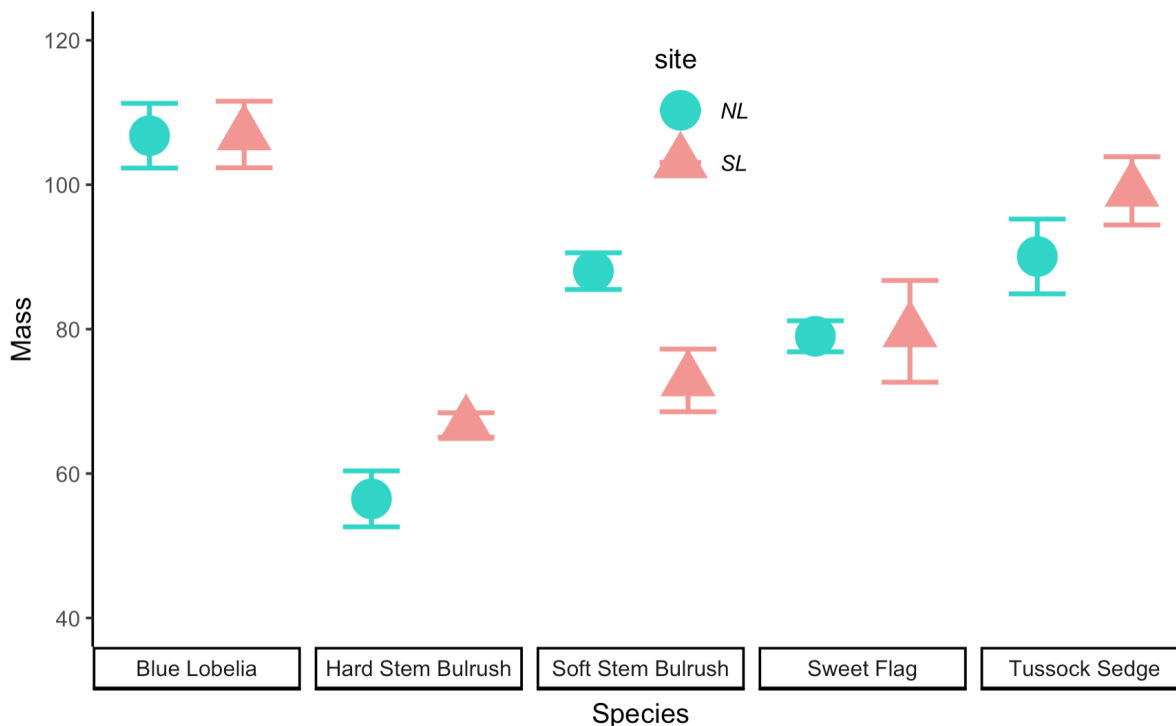 120
100
80
60
40
Mass
site
NL
SL
Blue Lobelia
Hard Stem Bulrush
Soft Stem Bulrush
Sweet Flag
Tussock Sedge
Species